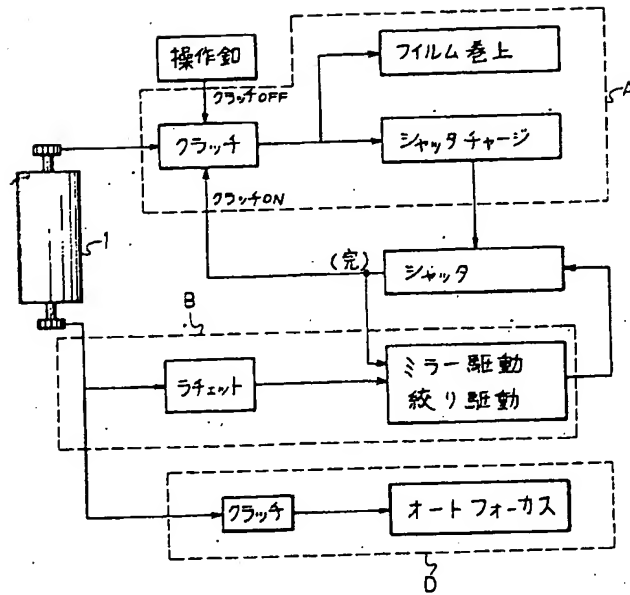 操作釦
フイルム巻上
A
クラッチOFF
クラッチ
シャッタチャージ
クラッチON
1
(完)
シャッタ
B
ラチェット
ミラー駆動
絞り駆動
クラッチ
オートフォーカス
D